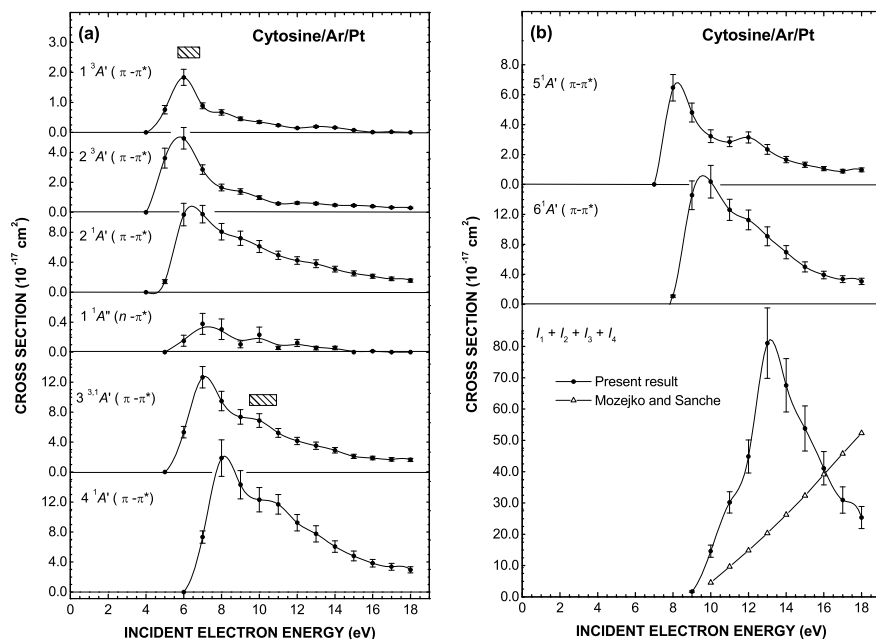 (a)
Cytosine/Ar/Pt
1 ³A' (π-π*)
2 ³A' (π-π*)
2 ¹A' (π-π*)
1 ¹A" (n-π*)
3 ³,¹A' (π-π*)
4 ¹A' (π-π*)
6.0
4.0
2.0
0.0
4.0
2.0
0.0
8.0
4.0
0.0
0.4
0.0
12.0
8.0
4.0
0.0
12.0
8.0
4.0
0.0
CROSS SECTION (10⁻¹⁷ cm²)
0 2 4 6 8 10 12 14 16 18
INCIDENT ELECTRON ENERGY (eV)
(b)
Cytosine/Ar/Pt
5¹A' (π-π*)
6¹A' (π-π*)
I₁ + I₂ + I₃ + I₄
Present result
Mozejko and Sanche
10.0
8.0
6.0
4.0
2.0
0.0
12.0
8.0
4.0
0.0
80.0
70.0
60.0
50.0
40.0
30.0
20.0
10.0
0.0
CROSS SECTION (10⁻¹⁷ cm²)
0 2 4 6 8 10 12 14 16 18
INCIDENT ELECTRON ENERGY (eV)